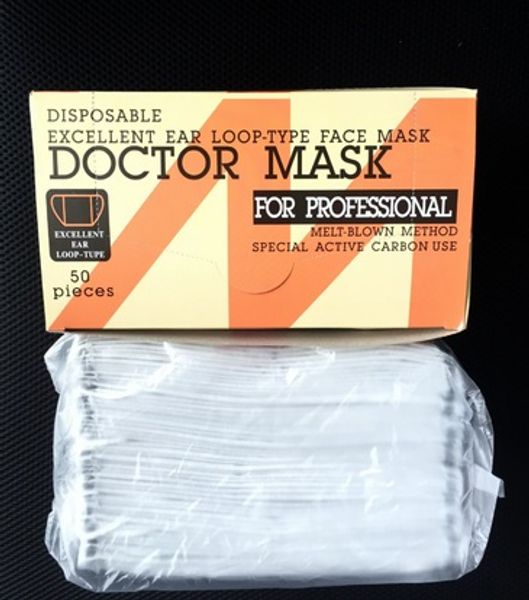 DISPOSABLE
EXCELLENT EAR LOOP-TYPE FACE MASK
DOCTOR MASK
FOR PROFESSIONAL
MELT-BLOWN METHOD
SPECIAL ACTIVE CARBON USE
EXCELLENT
EAR
LOOP-TUPE
50
pieces